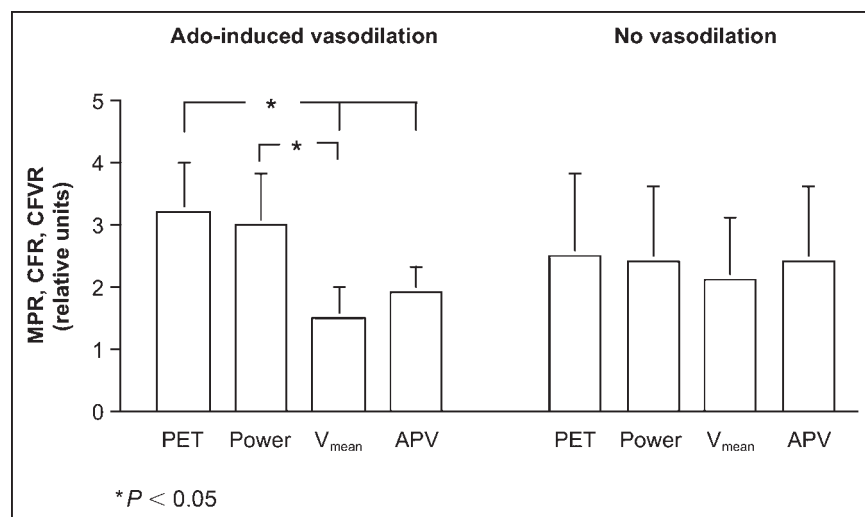 Ado-induced vasodilation
No vasodilation
MPR, CFR, CFVR
(relative units)
5
4
3
2
1
0
*
*
PET Power Vmean APV
PET Power Vmean APV
*P < 0.05